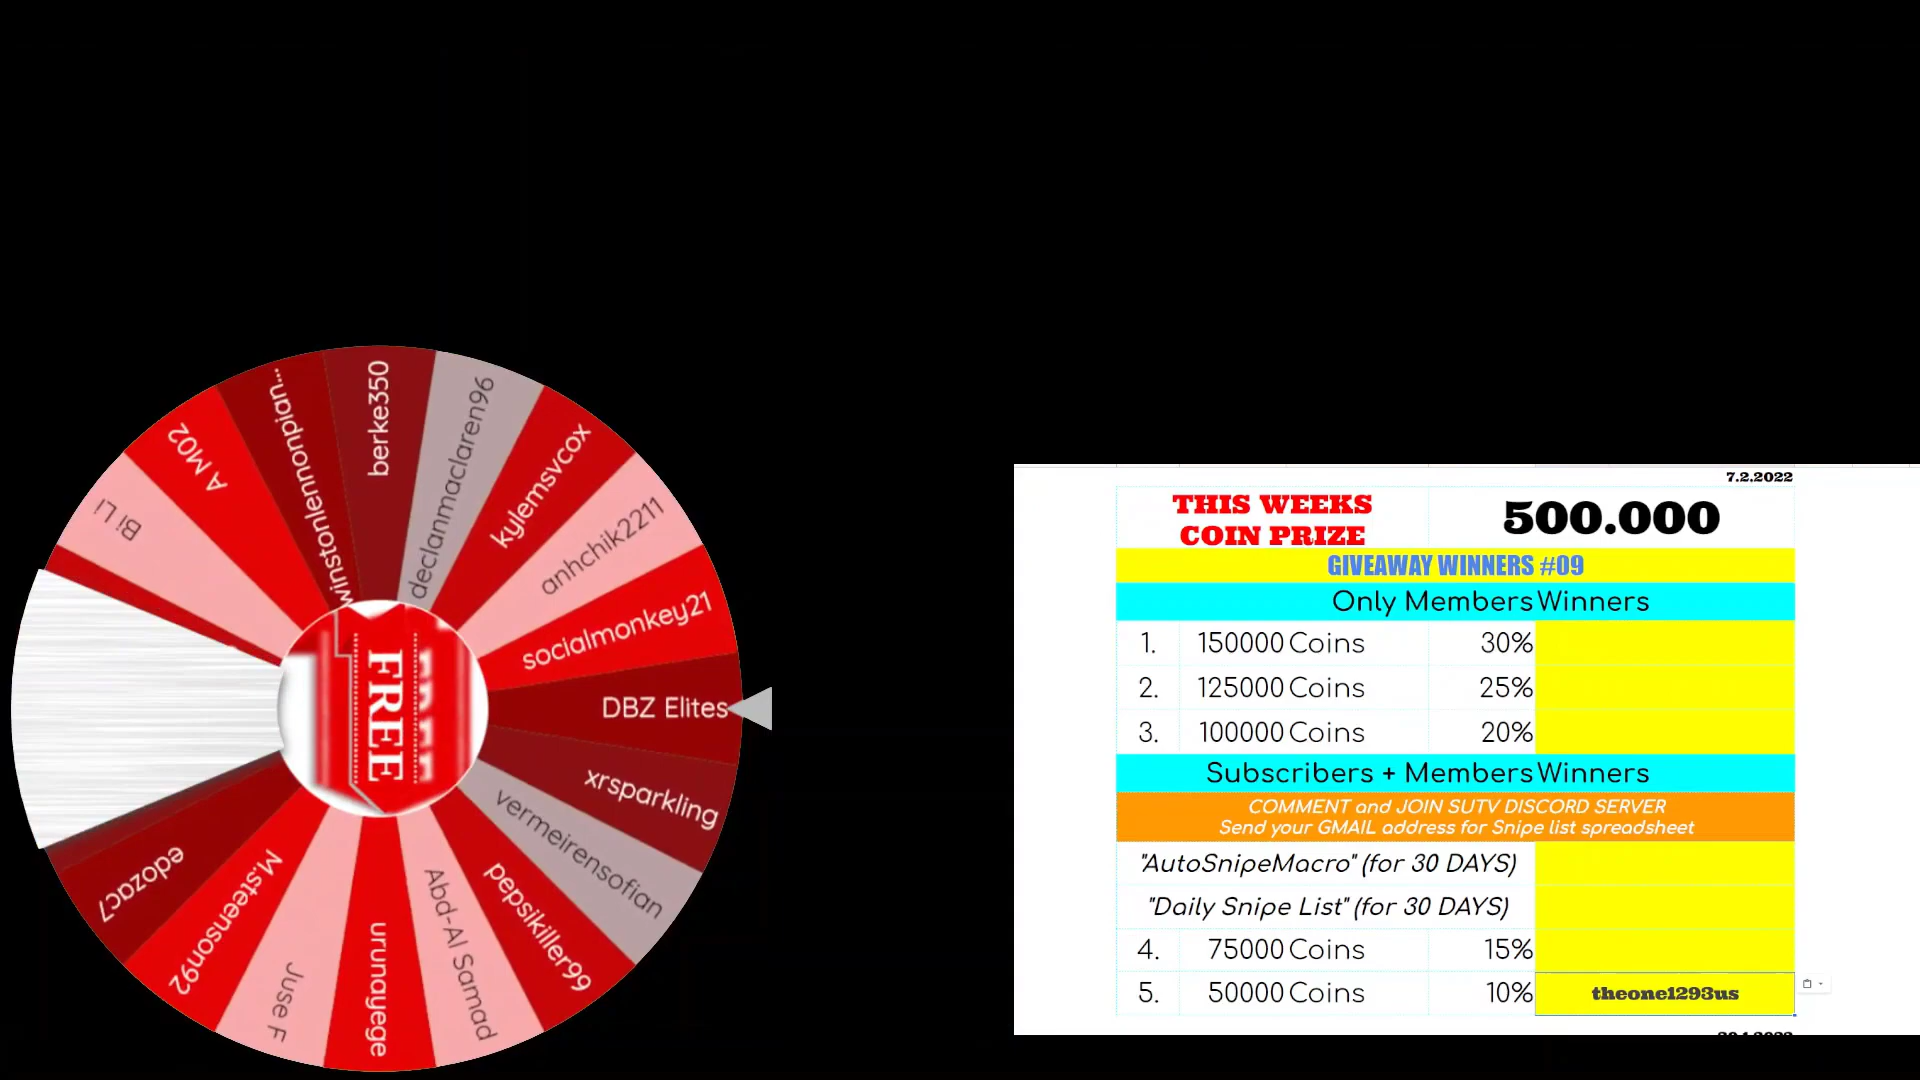 berke350
declanmaclaren96
kylemsvcox
anhchik2211
socialmonkey21
DBZ Elites
xrsparkling
vermeirensofian
pepsikiller99
Abd-Al Samad
urunayege
Juse F
M.steenson92
edozac7
Bi Li
A M02
winstonlennonpian...
FREE
7.2.2022
THIS WEEKS
COIN PRIZE
500.000
GIVEAWAY WINNERS #09
Only Members Winners
1. 150000 Coins 30%
2. 125000 Coins 25%
3. 100000 Coins 20%
Subscribers + Members Winners
COMMENT and JOIN SUTV DISCORD SERVER
Send your GMAIL address for Snipe list spreadsheet
"AutoSnipeMacro" (for 30 DAYS)
"Daily Snipe List" (for 30 DAYS)
4. 75000 Coins 15%
5. 50000 Coins 10% theone1293us